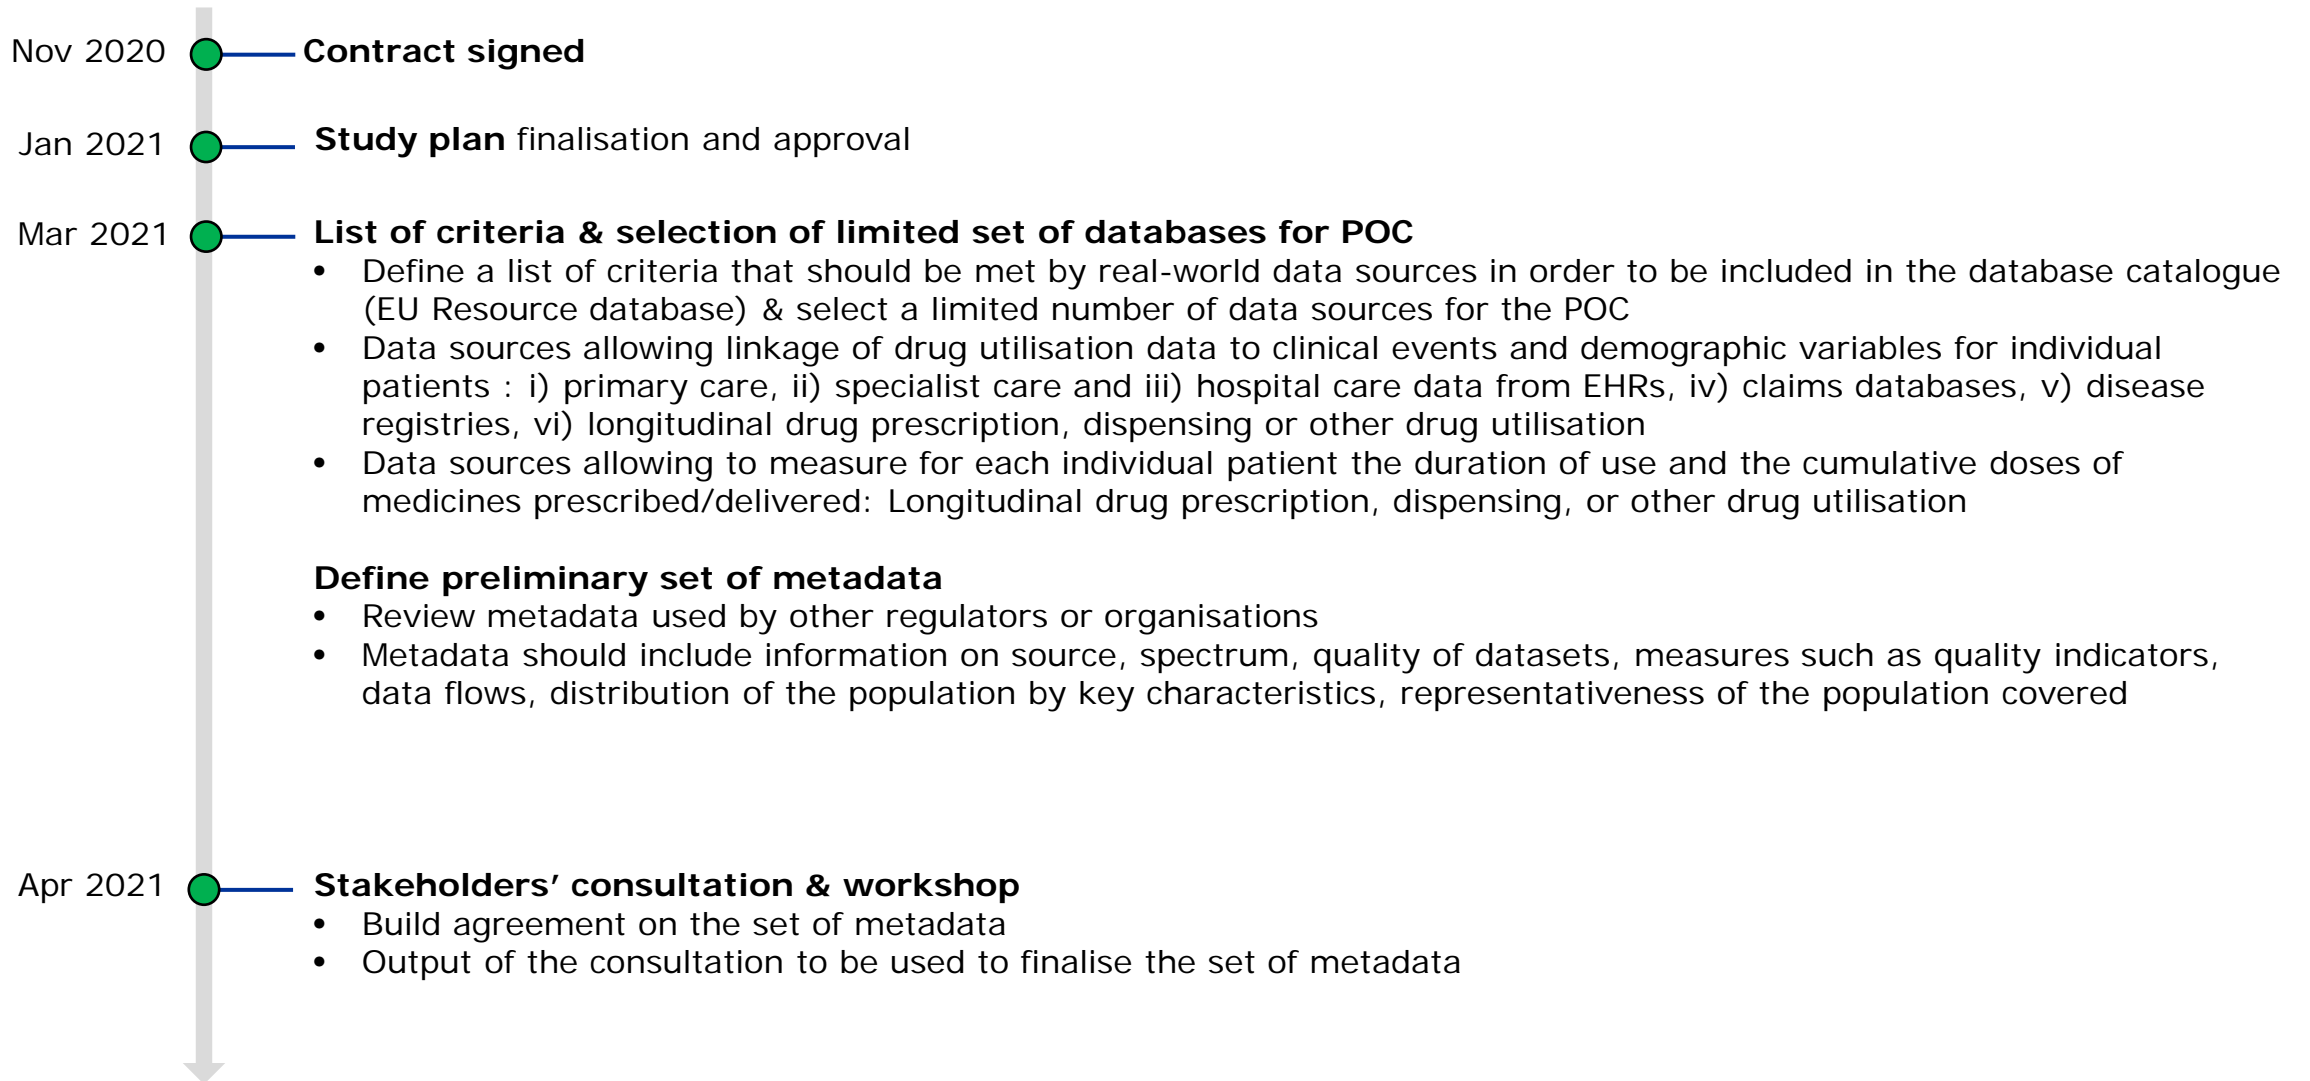 Nov 2020 Contract signed
Jan 2021 Study plan finalisation and approval
Mar 2021 List of criteria & selection of limited set of databases for POC
• Define a list of criteria that should be met by real-world data sources in order to be included in the database catalogue
(EU Resource database) & select a limited number of data sources for the POC
• Data sources allowing linkage of drug utilisation data to clinical events and demographic variables for individual
patients : i) primary care, ii) specialist care and iii) hospital care data from EHRs, iv) claims databases, v) disease
registries, vi) longitudinal drug prescription, dispensing or other drug utilisation
• Data sources allowing to measure for each individual patient the duration of use and the cumulative doses of
medicines prescribed/delivered: Longitudinal drug prescription, dispensing, or other drug utilisation
Define preliminary set of metadata
• Review metadata used by other regulators or organisations
• Metadata should include information on source, spectrum, quality of datasets, measures such as quality indicators,
data flows, distribution of the population by key characteristics, representativeness of the population covered
Apr 2021 Stakeholders’ consultation & workshop
• Build agreement on the set of metadata
• Output of the consultation to be used to finalise the set of metadata